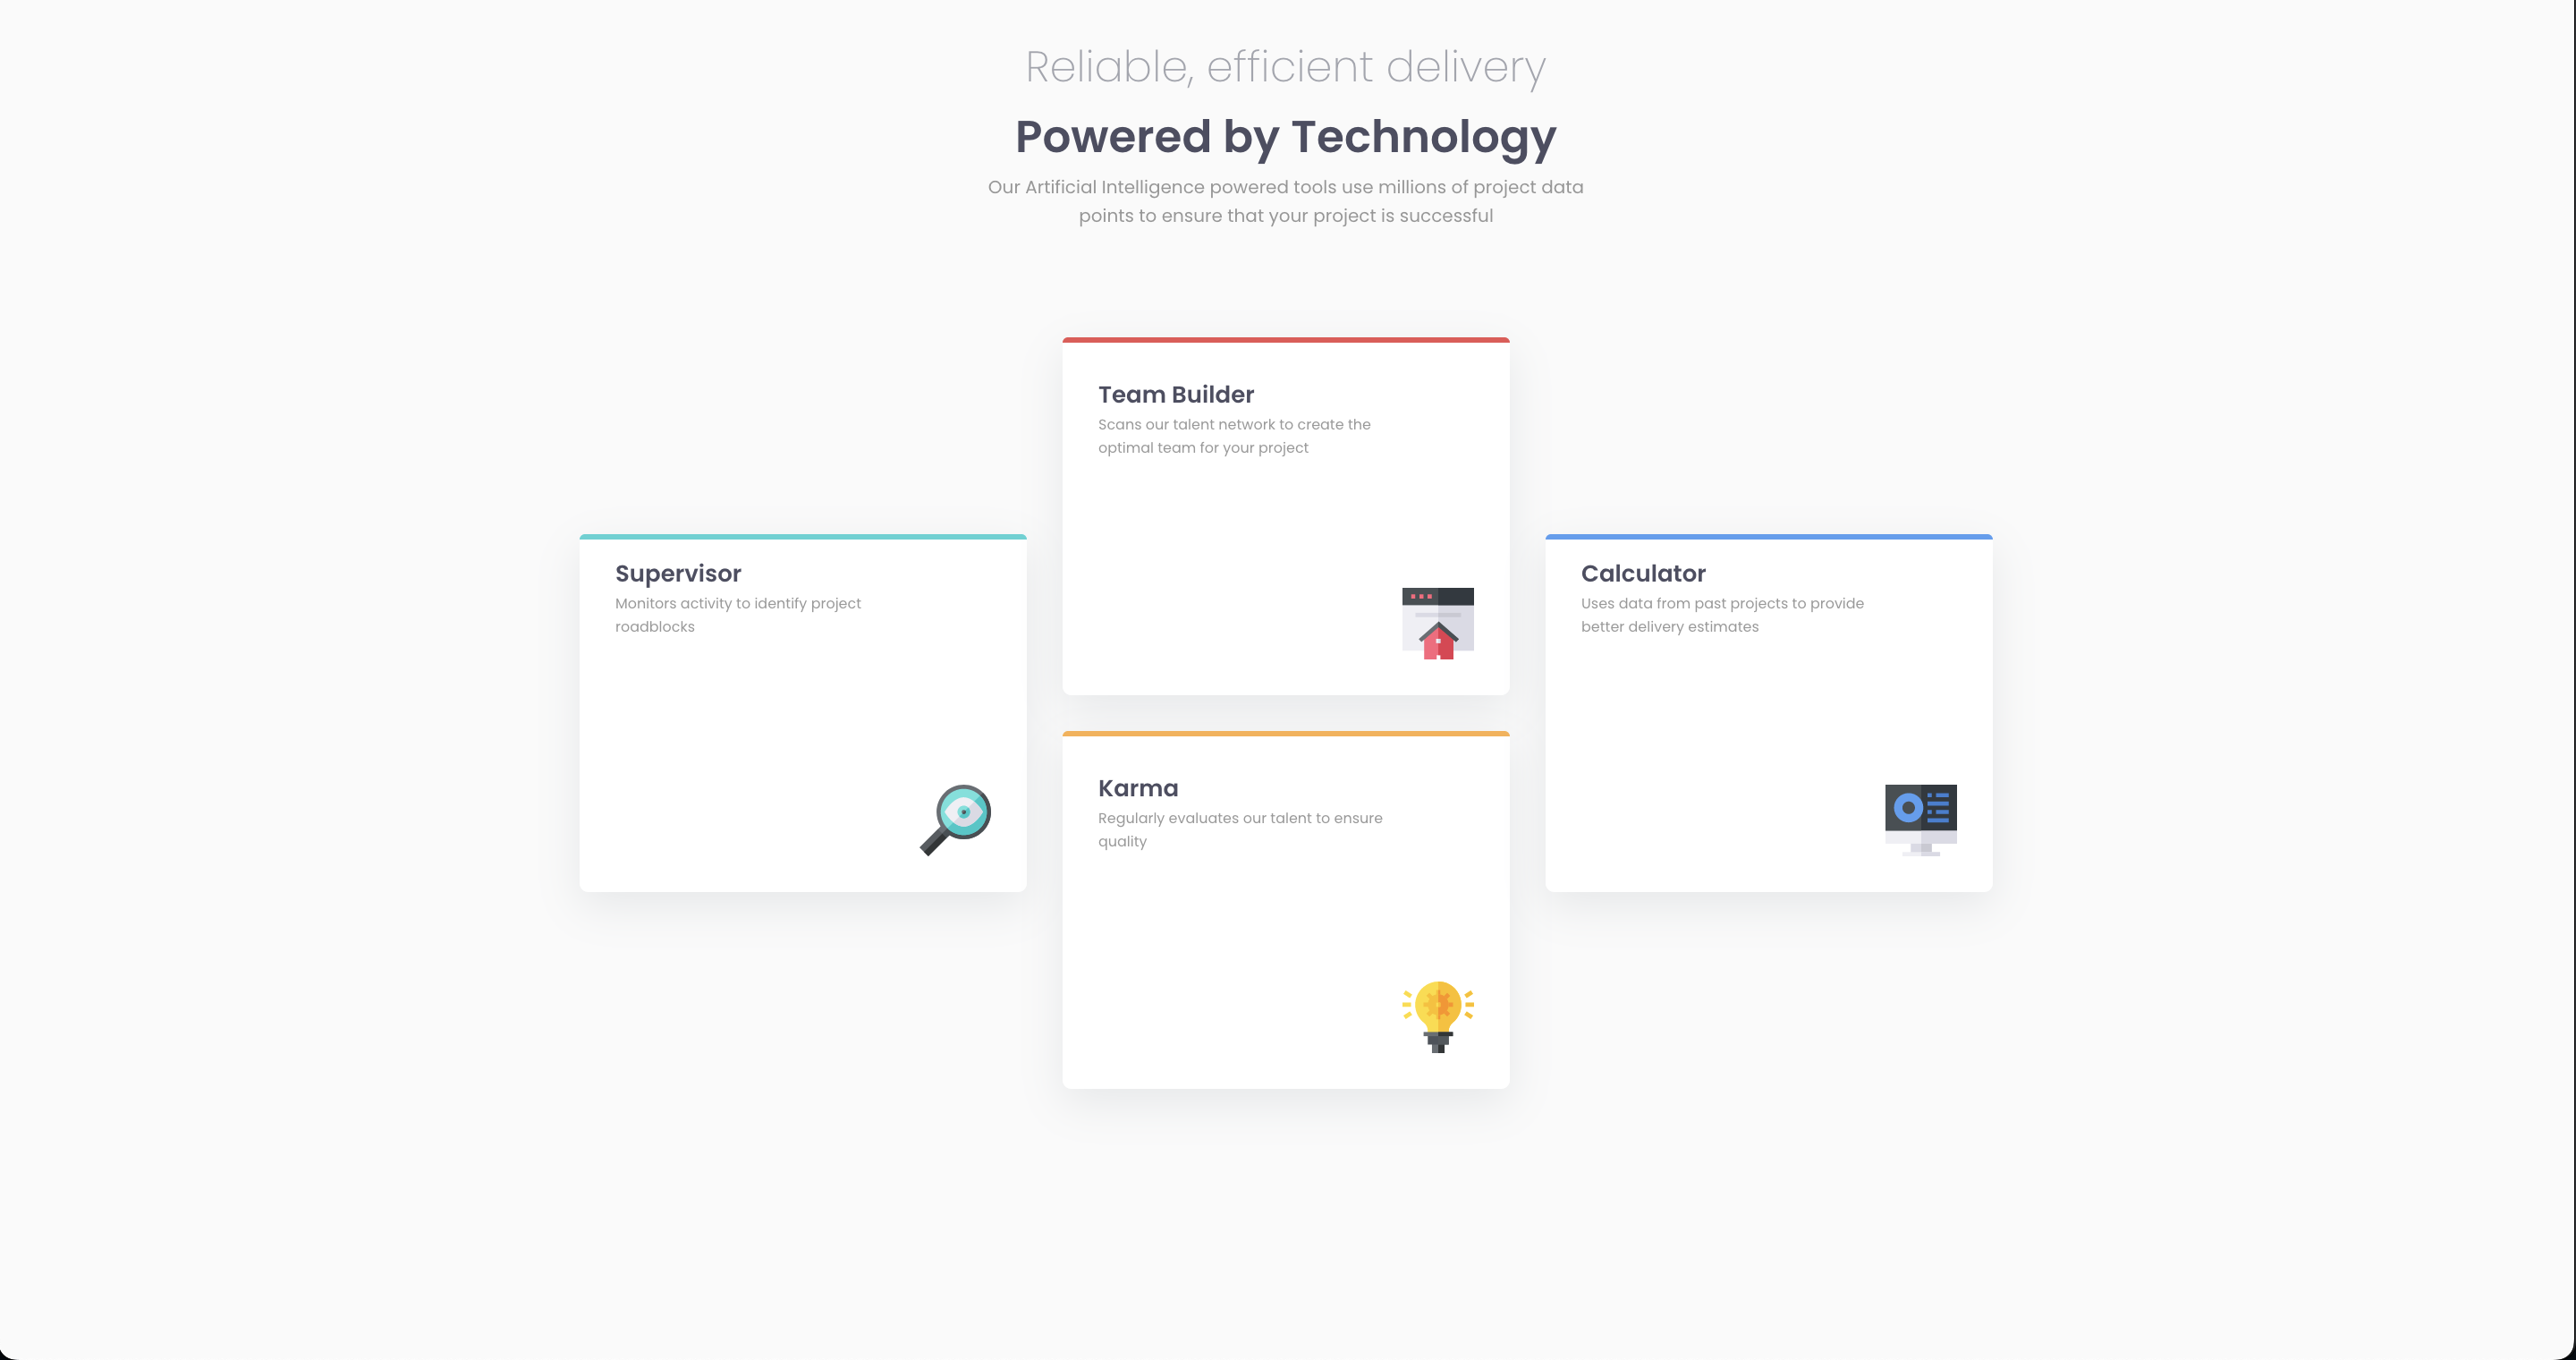 Reliable, efficient delivery
Powered by Technology
Our Artificial Intelligence powered tools use millions of project data
points to ensure that your project is successful
Team Builder
Scans our talent network to create the
optimal team for your project
Supervisor
Monitors activity to identify project
roadblocks
Calculator
Uses data from past projects to provide
better delivery estimates
Karma
Regularly evaluates our talent to ensure
quality